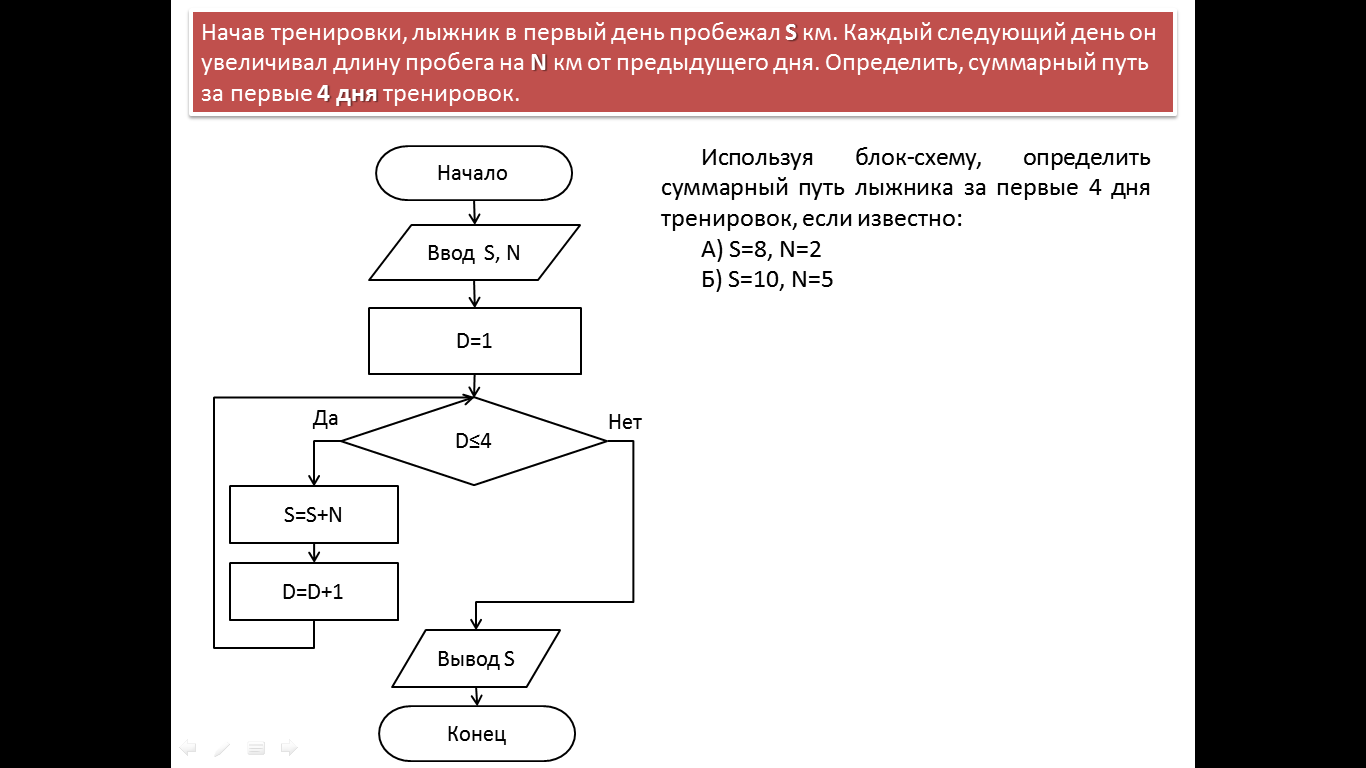 Начав тренировки, лыжник в первый день пробежал S км. Каждый следующий день он
увеличивал длину пробега на N км от предыдущего дня. Определить, суммарный путь
за первые 4 дня тренировок.
Используя блок-схему, определить
суммарный путь лыжника за первые 4 дня
тренировок, если известно:
А) S=8, N=2
Б) S=10, N=5
Начало
Ввод S, N
D=1
Да
Нет
D≤4
S=S+N
D=D+1
Вывод S
Конец